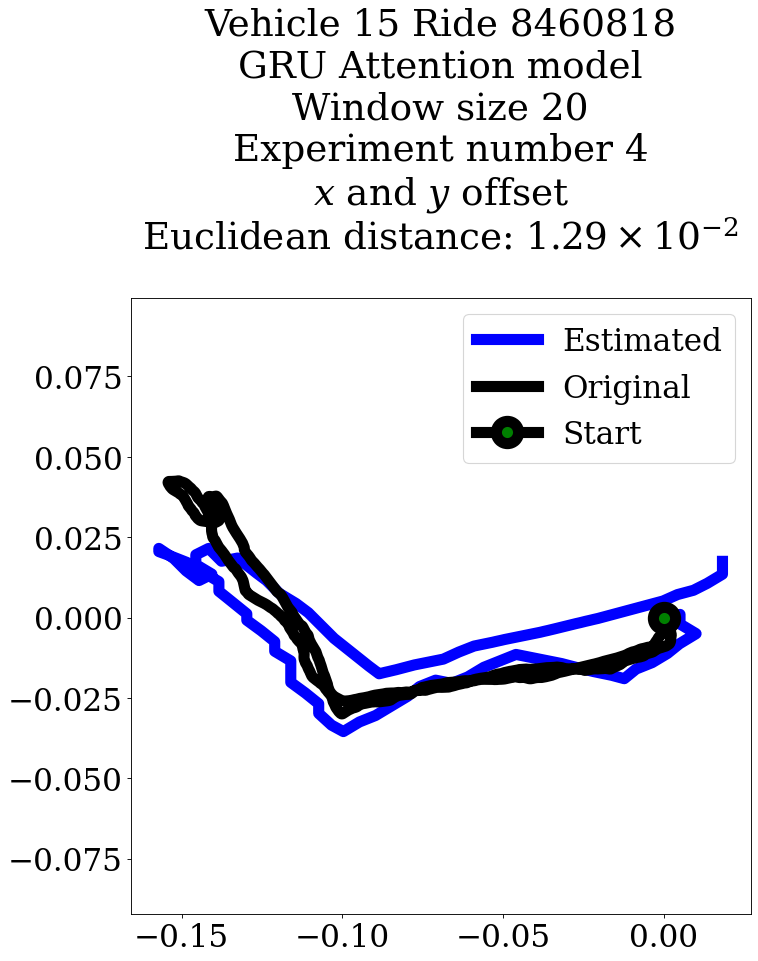 Vehicle 15 Ride 8460818
GRU Attention model
Window size 20
Experiment number 4
x and y offset
Euclidean distance: 1.29 × 10⁻²
Estimated
Original
Start
0.075
0.050
0.025
0.000
−0.025
−0.050
−0.075
−0.15
−0.10
−0.05
0.00